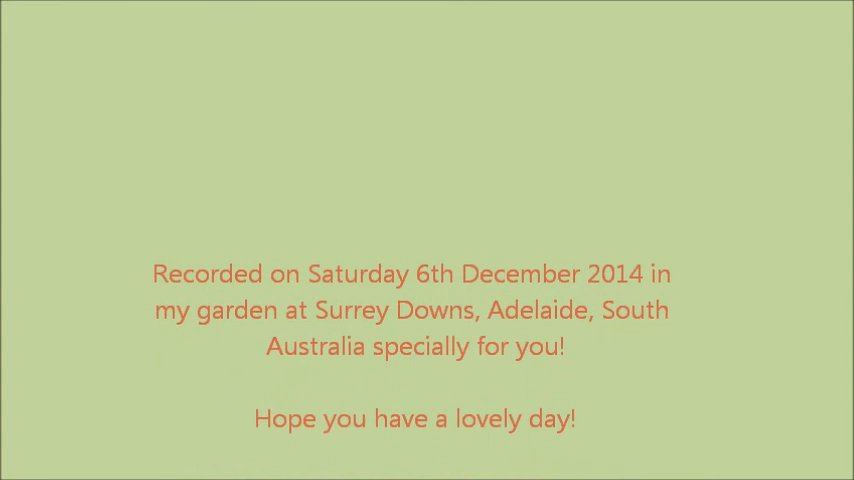 Recorded on Saturday 6th December 2014 in
my garden at Surrey Downs, Adelaide, South
Australia specially for you!
Hope you have a lovely day!